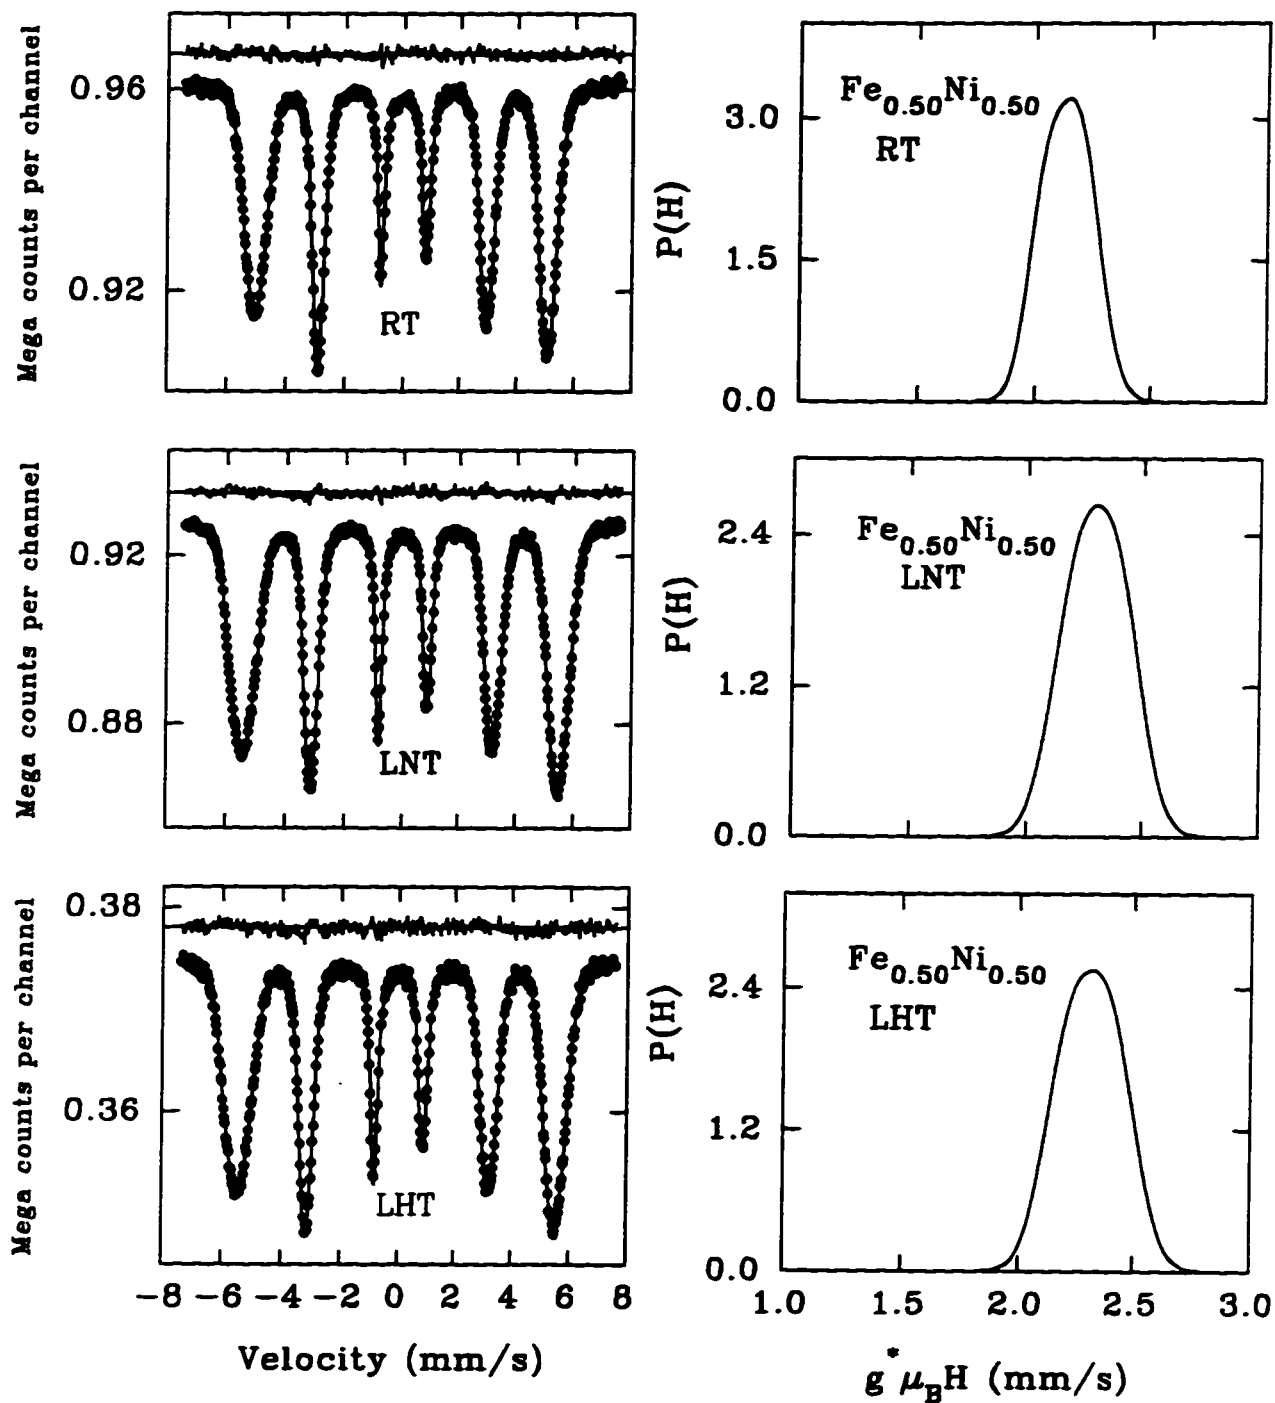 Mega counts per channel
0.96
0.92
RT
P(H)
3.0
1.5
0.0
Fe0.50Ni0.50
RT
Mega counts per channel
0.92
0.88
LNT
P(H)
2.4
1.2
0.0
Fe0.50Ni0.50
LNT
Mega counts per channel
0.38
0.36
LHT
-8 -6 -4 -2 0 2 4 6 8
Velocity (mm/s)
P(H)
2.4
1.2
0.0
Fe0.50Ni0.50
LHT
1.0 1.5 2.0 2.5 3.0
g*μBH (mm/s)